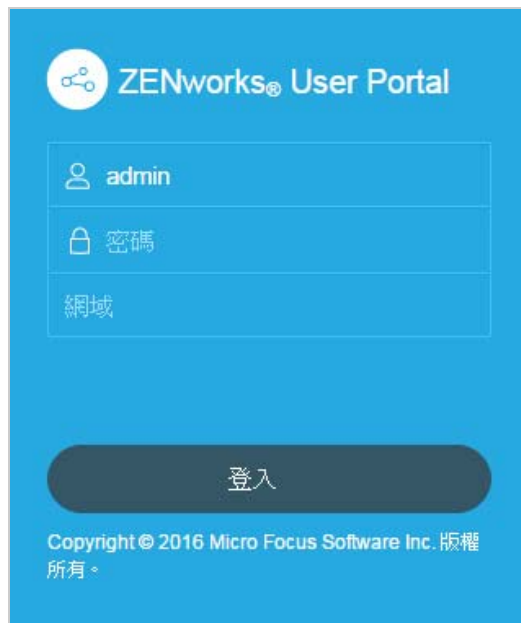 ZENworks® User Portal
admin
密碼
網域
登入
Copyright © 2016 Micro Focus Software Inc. 版權
所有。